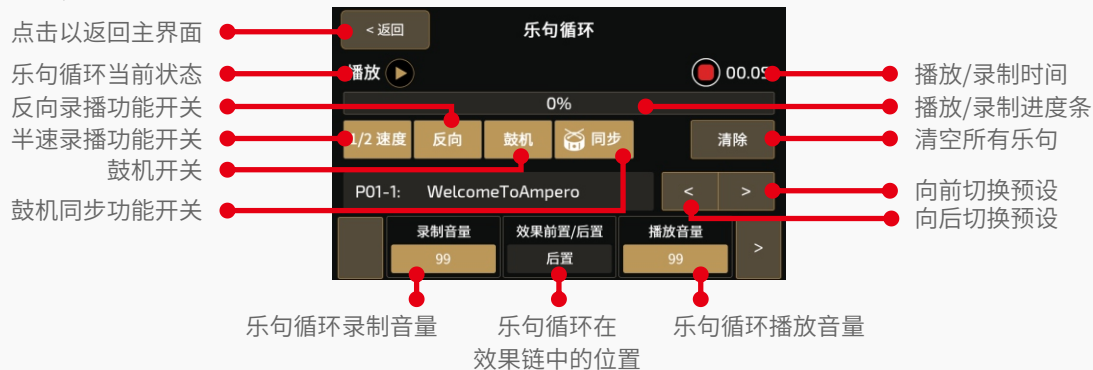 < 返回
乐句循环
点击以返回主界面
乐句循环当前状态
播放
00.09
播放/录制时间
反向录播功能开关
0%
播放/录制进度条
半速录播功能开关
1/2 速度
反向
鼓机
同步
清除
清空所有乐句
鼓机开关
P01-1: WelcomeToAmpero
<
>
向前切换预设
鼓机同步功能开关
向后切换预设
录制音量
效果前置/后置
播放音量
99
后置
99
>
乐句循环录制音量
乐句循环在
效果链中的位置
乐句循环播放音量